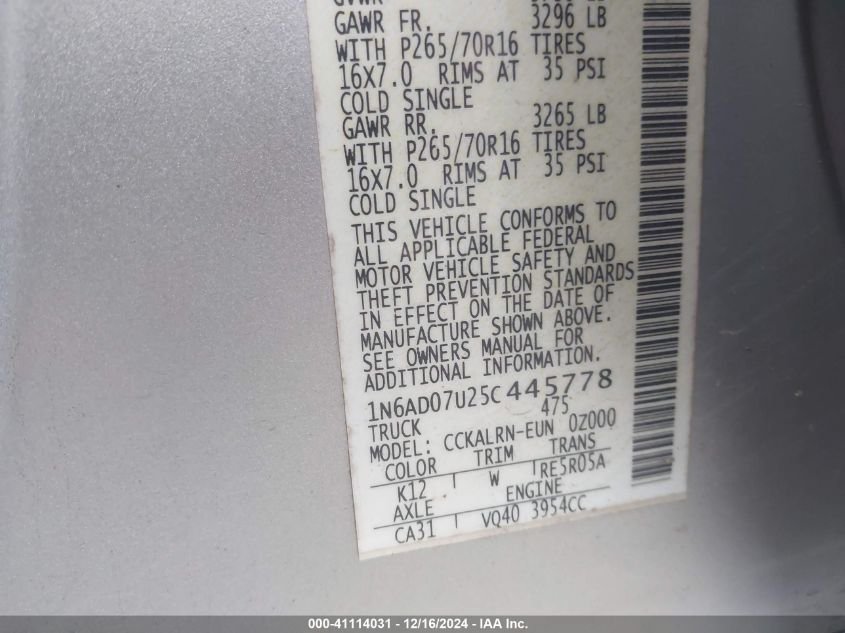 GVWR
GAWR FR. 3296 LB
WITH P265/70R16 TIRES
16X7.0 RIMS AT 35 PSI
COLD SINGLE
GAWR RR. 3265 LB
WITH P265/70R16 TIRES
16X7.0 RIMS AT 35 PSI
COLD SINGLE
THIS VEHICLE CONFORMS TO
ALL APPLICABLE FEDERAL
MOTOR VEHICLE SAFETY AND
THEFT PREVENTION STANDARDS
IN EFFECT ON THE DATE OF
MANUFACTURE SHOWN ABOVE.
SEE OWNERS MANUAL FOR
ADDITIONAL INFORMATION.
1N6AD07U25C445778
TRUCK 475
MODEL: CCKALRN-EUN 0Z000
COLOR TRIM TRANS
K12 W RE5R05A
AXLE ENGINE
CA31 VQ40 3954CC
000-41114031 - 12/16/2024 - IAA Inc.